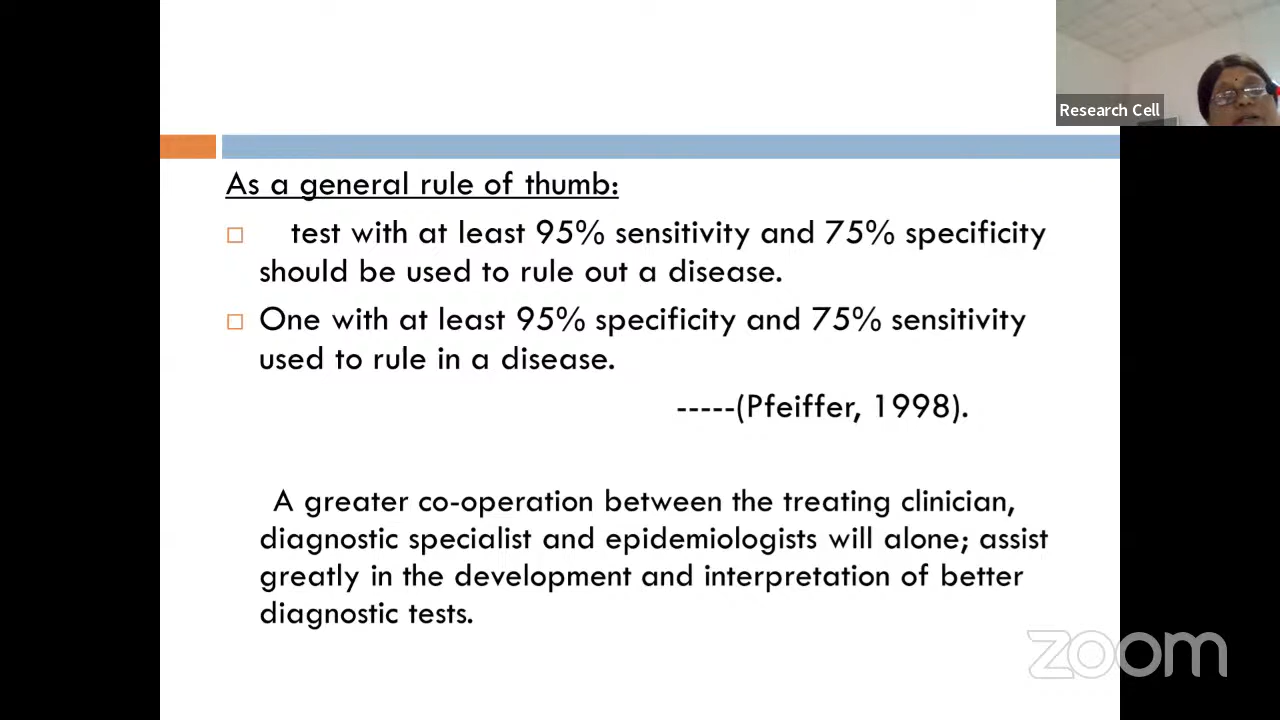 Research Cell
As a general rule of thumb:
test with at least 95% sensitivity and 75% specificity
should be used to rule out a disease.
One with at least 95% specificity and 75% sensitivity
used to rule in a disease.
-----(Pfeiffer, 1998).
A greater co-operation between the treating clinician,
diagnostic specialist and epidemiologists will alone; assist
greatly in the development and interpretation of better
diagnostic tests.
zoom